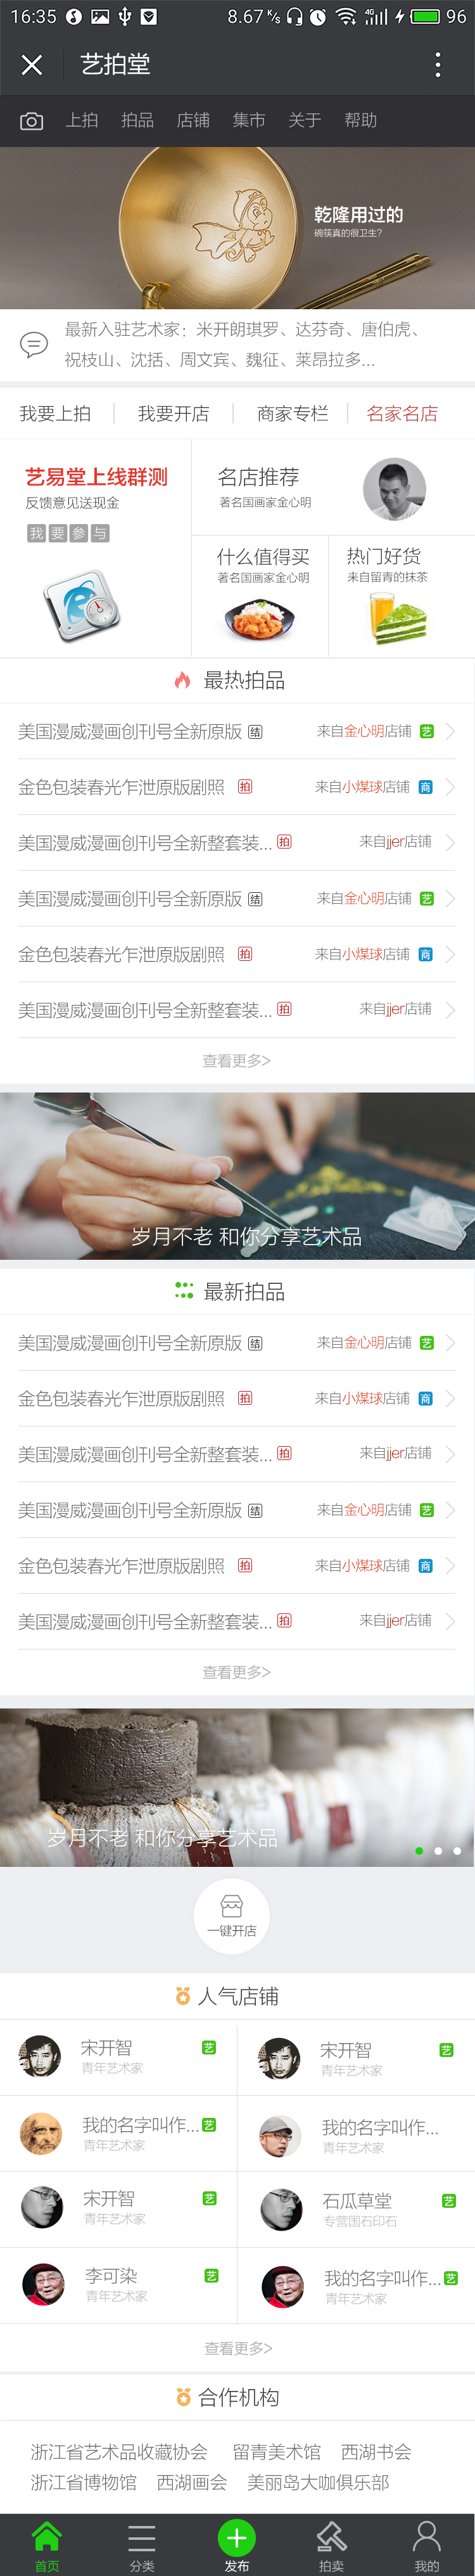 16:35 8.67 K/s 4G 96
艺拍堂
上拍 拍品 店铺 集市 关于 帮助
乾隆用过的
碗筷真的很卫生?
最新入驻艺术家：米开朗琪罗、达芬奇、唐伯虎、
祝枝山、沈括、周文宾、魏征、莱昂拉多...
我要上拍 我要开店 商家专栏 名家名店
艺易堂上线群测
反馈意见送现金
我要参与
名店推荐
著名国画家金心明
什么值得买
著名国画家金心明
热门好货
来自留青的抹茶
最热拍品
美国漫威漫画创刊号全新原版 结 来自金心明店铺 艺
金色包装春光乍泄原版剧照 拍 来自小煤球店铺 商
美国漫威漫画创刊号全新整套装... 拍 来自jjer店铺
美国漫威漫画创刊号全新原版 结 来自金心明店铺 艺
金色包装春光乍泄原版剧照 拍 来自小煤球店铺 商
美国漫威漫画创刊号全新整套装... 拍 来自jjer店铺
查看更多>
岁月不老 和你分享艺术品
最新拍品
美国漫威漫画创刊号全新原版 结 来自金心明店铺 艺
金色包装春光乍泄原版剧照 拍 来自小煤球店铺 商
美国漫威漫画创刊号全新整套装... 拍 来自jjer店铺
美国漫威漫画创刊号全新原版 结 来自金心明店铺 艺
金色包装春光乍泄原版剧照 拍 来自小煤球店铺 商
美国漫威漫画创刊号全新整套装... 拍 来自jjer店铺
查看更多>
岁月不老 和你分享艺术品
一键开店
人气店铺
宋开智 艺 宋开智 艺
青年艺术家 青年艺术家
我的名字叫作... 艺 我的名字叫作...
青年艺术家 青年艺术家
宋开智 艺 石瓜草堂 艺
青年艺术家 专营国石印石
李可染 艺 我的名字叫作... 艺
青年艺术家 青年艺术家
查看更多>
合作机构
浙江省艺术品收藏协会 留青美术馆 西湖书会
浙江省博物馆 西湖画会 美丽岛大咖俱乐部
首页 分类 发布 拍卖 我的